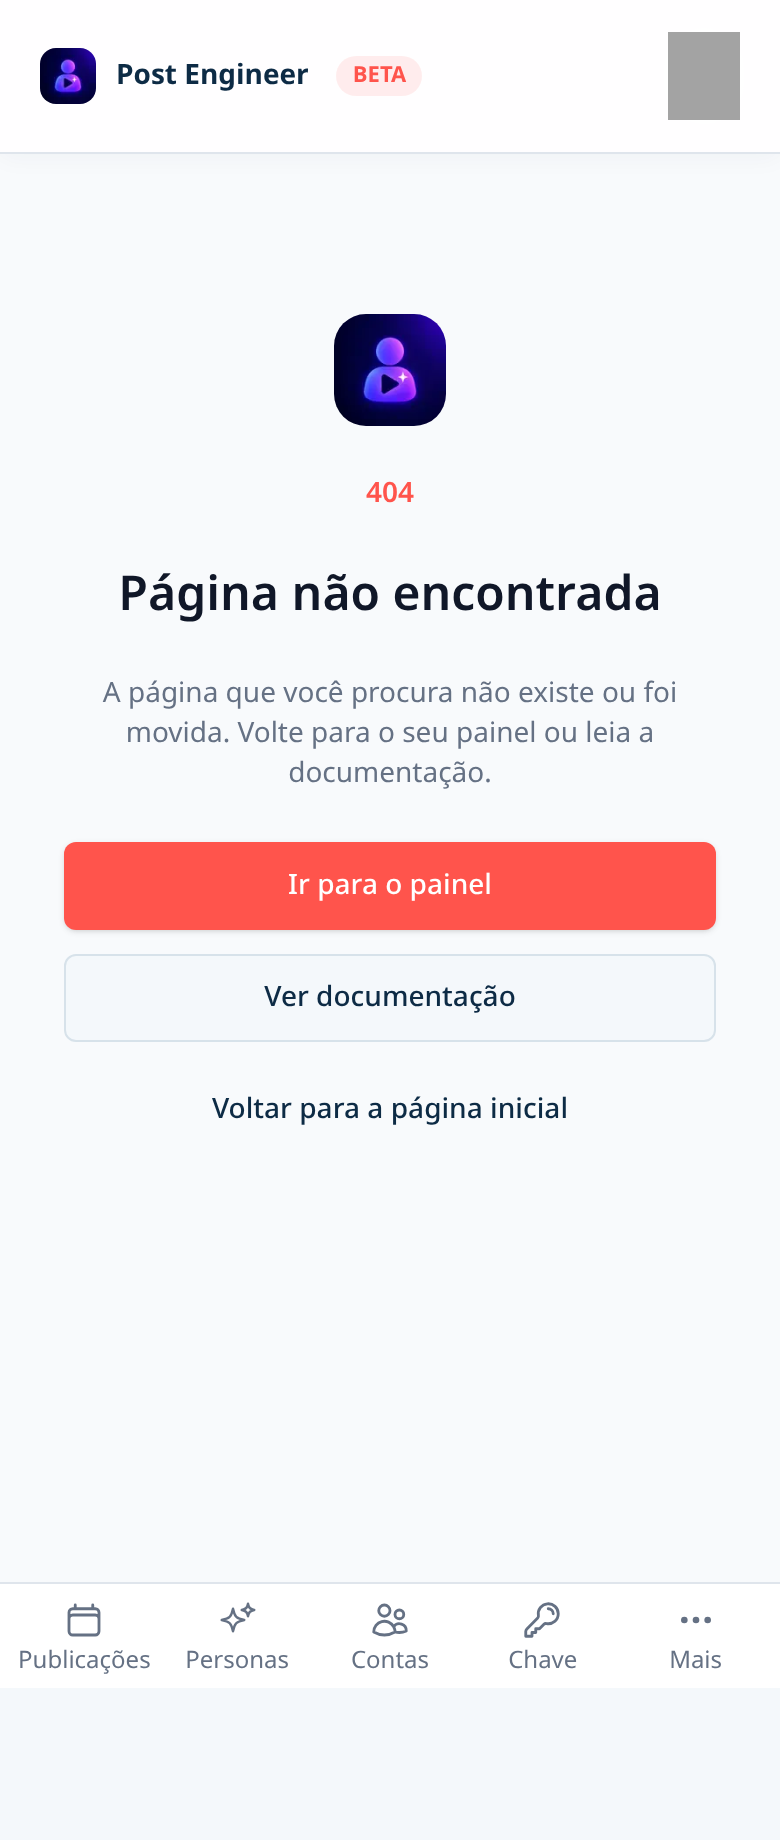 Post Engineer BETA
404
Página não encontrada
A página que você procura não existe ou foi
movida. Volte para o seu painel ou leia a
documentação.
Ir para o painel
Ver documentação
Voltar para a página inicial
Publicações Personas Contas Chave Mais